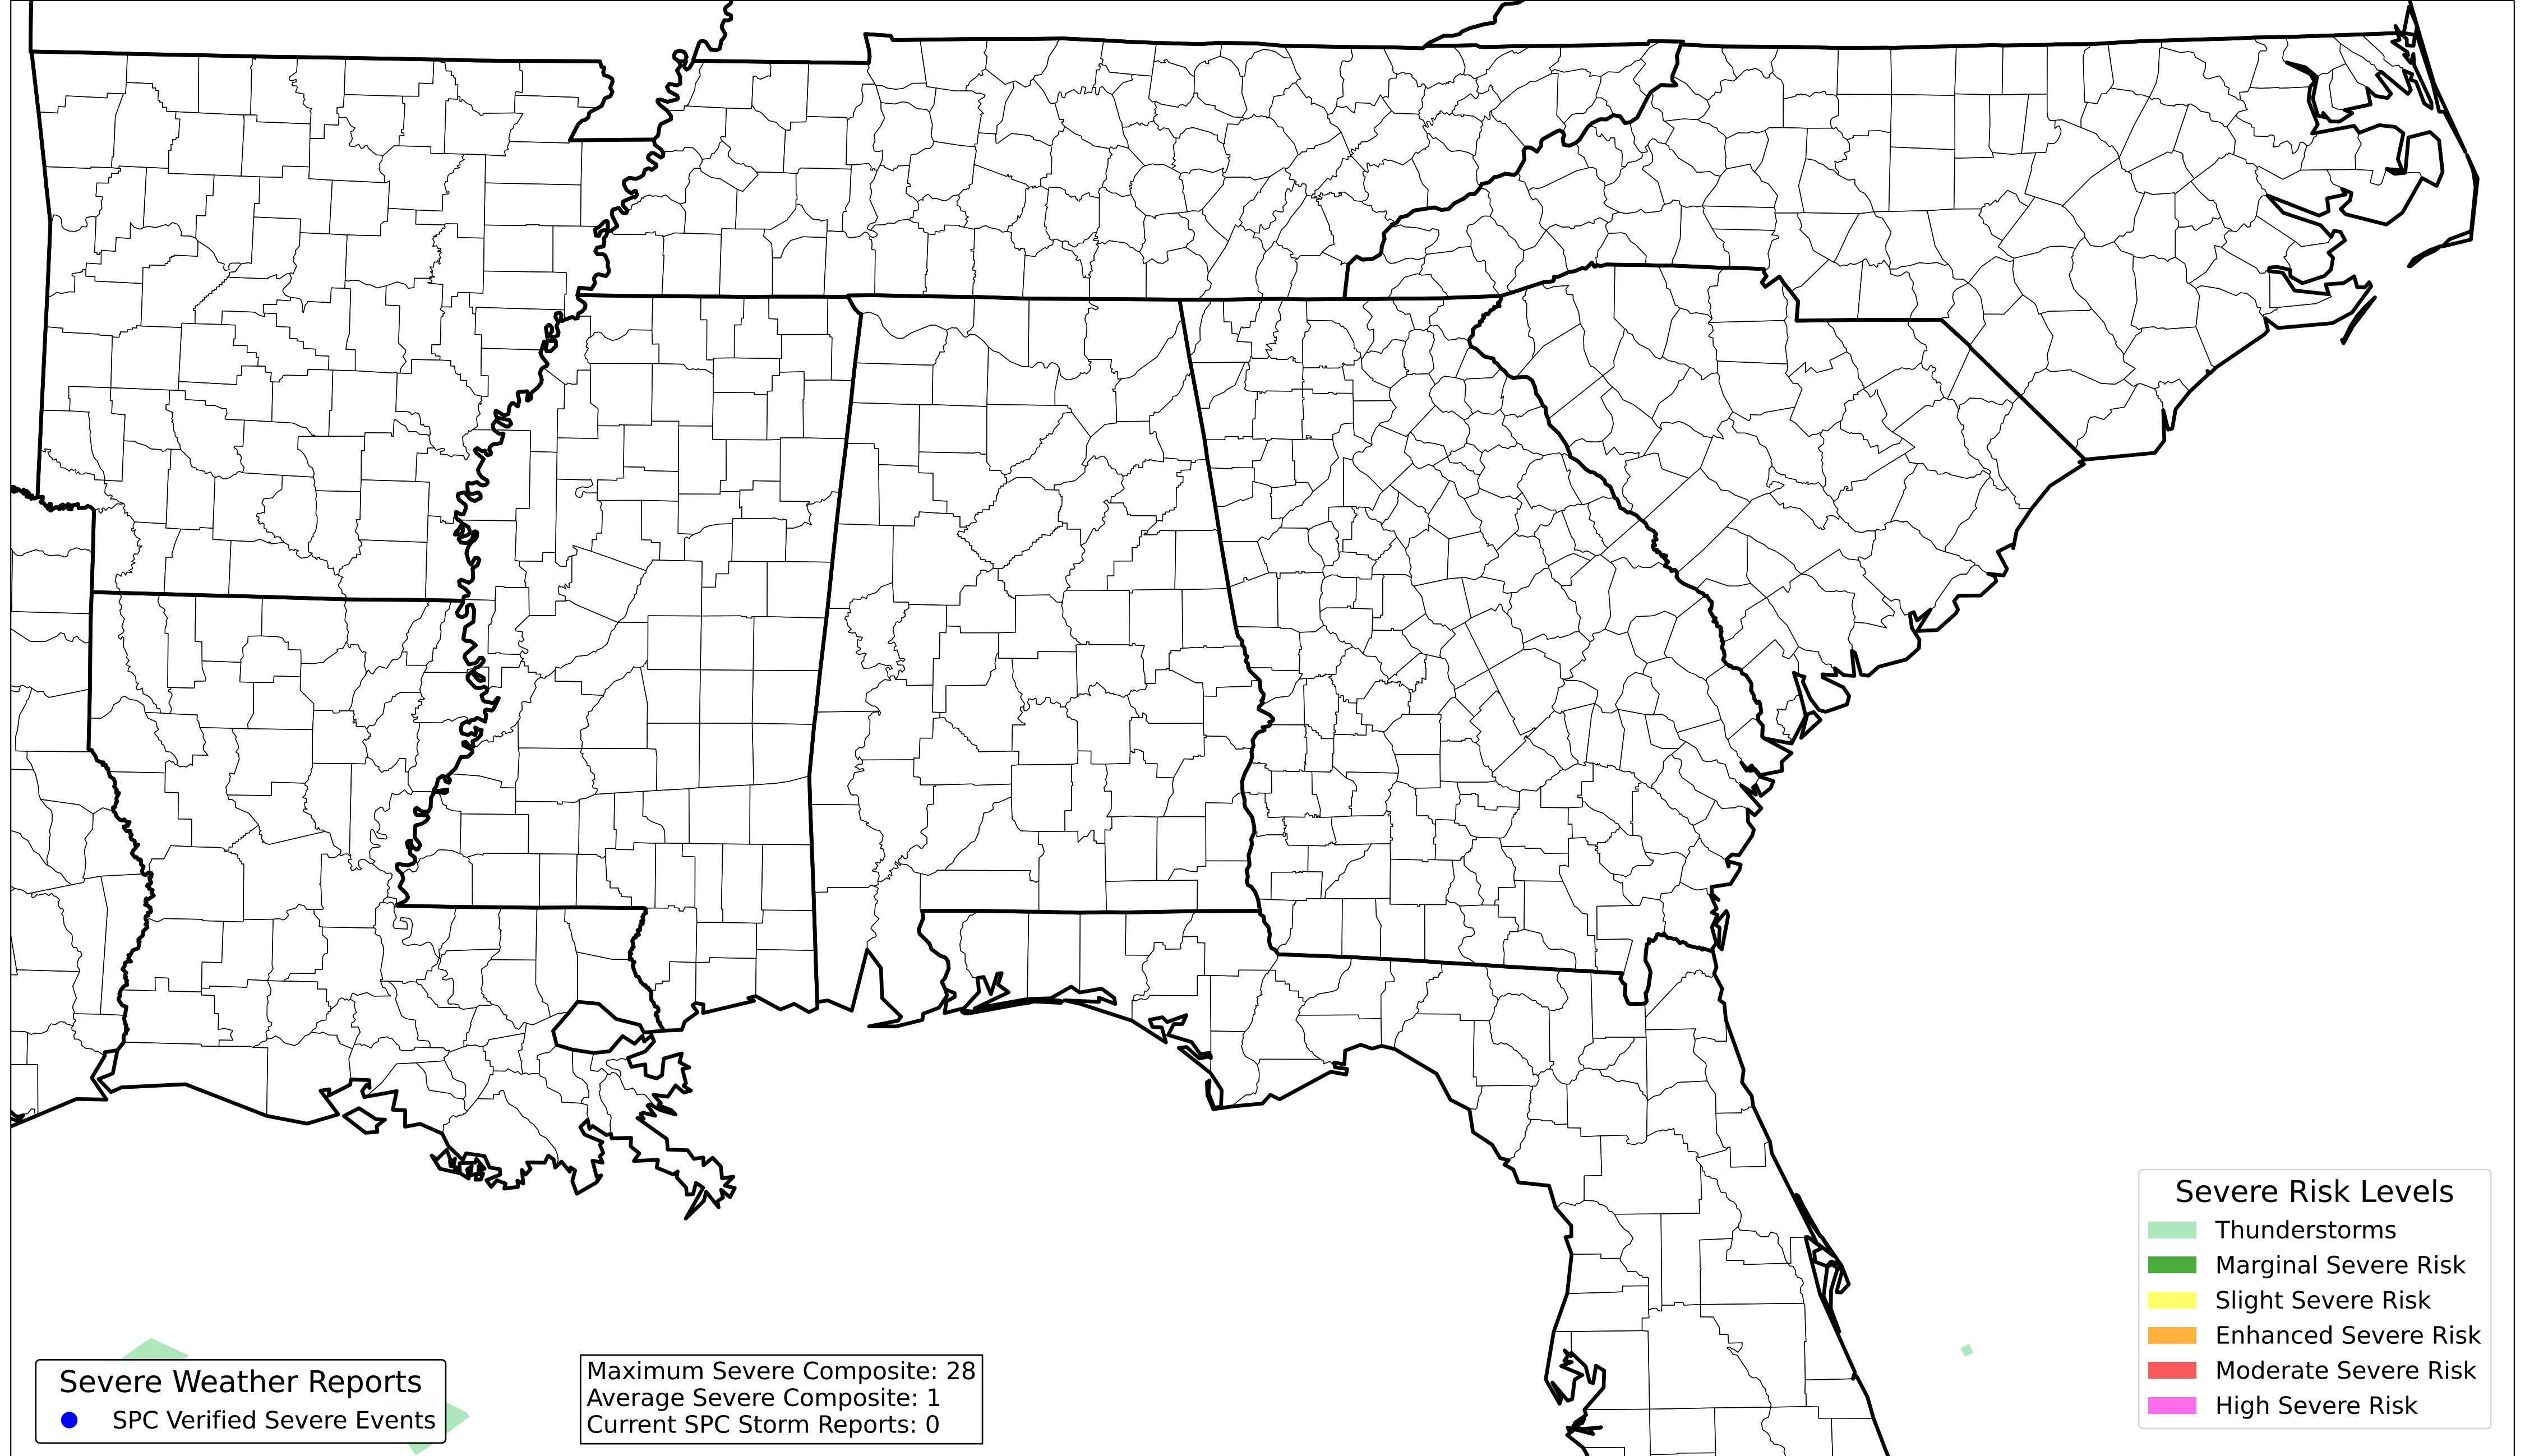 Severe Weather Reports
SPC Verified Severe Events
Maximum Severe Composite: 28
Average Severe Composite: 1
Current SPC Storm Reports: 0
Severe Risk Levels
Thunderstorms
Marginal Severe Risk
Slight Severe Risk
Enhanced Severe Risk
Moderate Severe Risk
High Severe Risk